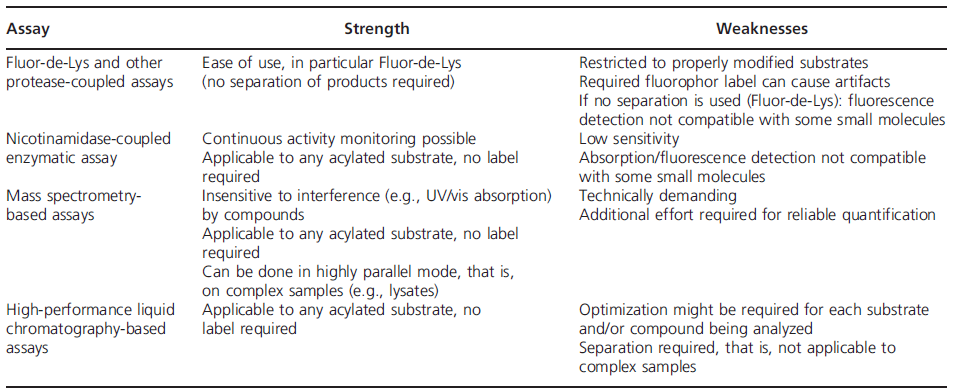 Assay Strength Weaknesses
Fluor-de-Lys and other Ease of use, in particular Fluor-de-Lys Restricted to properly modified substrates
protease-coupled assays (no separation of products required) Required fluorophor label can cause artifacts
If no separation is used (Fluor-de-Lys): fluorescence
detection not compatible with some small molecules
Nicotinamidase-coupled Continuous activity monitoring possible Low sensitivity
enzymatic assay Applicable to any acylated substrate, no label Absorption/fluorescence detection not compatible
required with some small molecules
Mass spectrometry- Insensitive to interference (e.g., UV/vis absorption) Technically demanding
based assays by compounds Additional effort required for reliable quantification
Applicable to any acylated substrate, no label
required
Can be done in highly parallel mode, that is,
on complex samples (e.g., lysates)
High-performance liquid Applicable to any acylated substrate, no Optimization might be required for each substrate
chromatography-based label required and/or compound being analyzed
assays Separation required, that is, not applicable to
complex samples